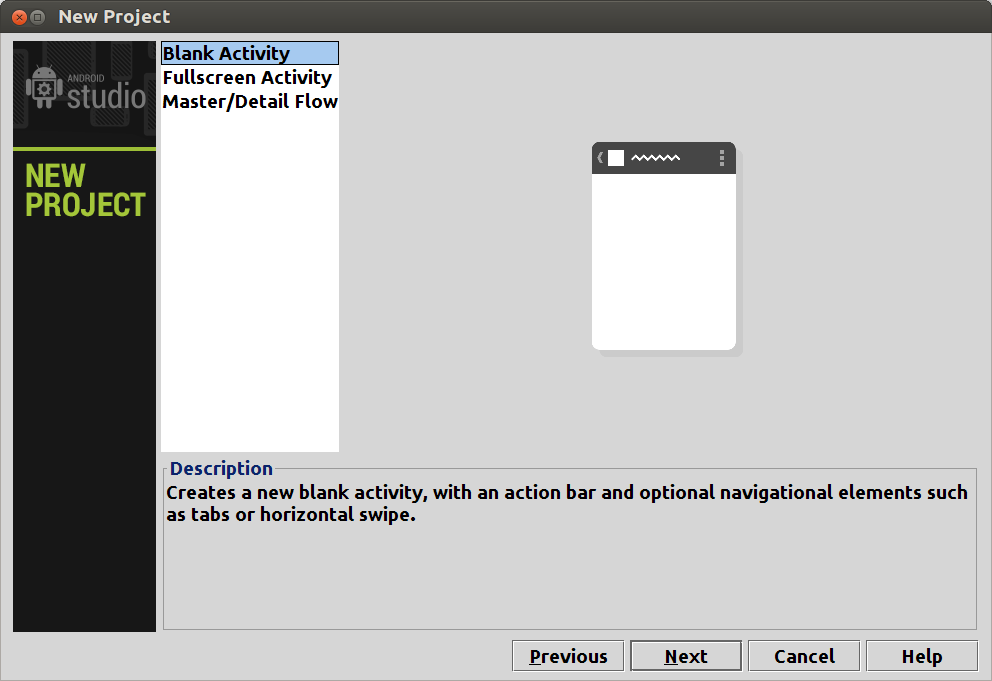 New Project
ANDROID
studio
NEW
PROJECT
Blank Activity
Fullscreen Activity
Master/Detail Flow
Description
Creates a new blank activity, with an action bar and optional navigational elements such
as tabs or horizontal swipe.
Previous
Next
Cancel
Help